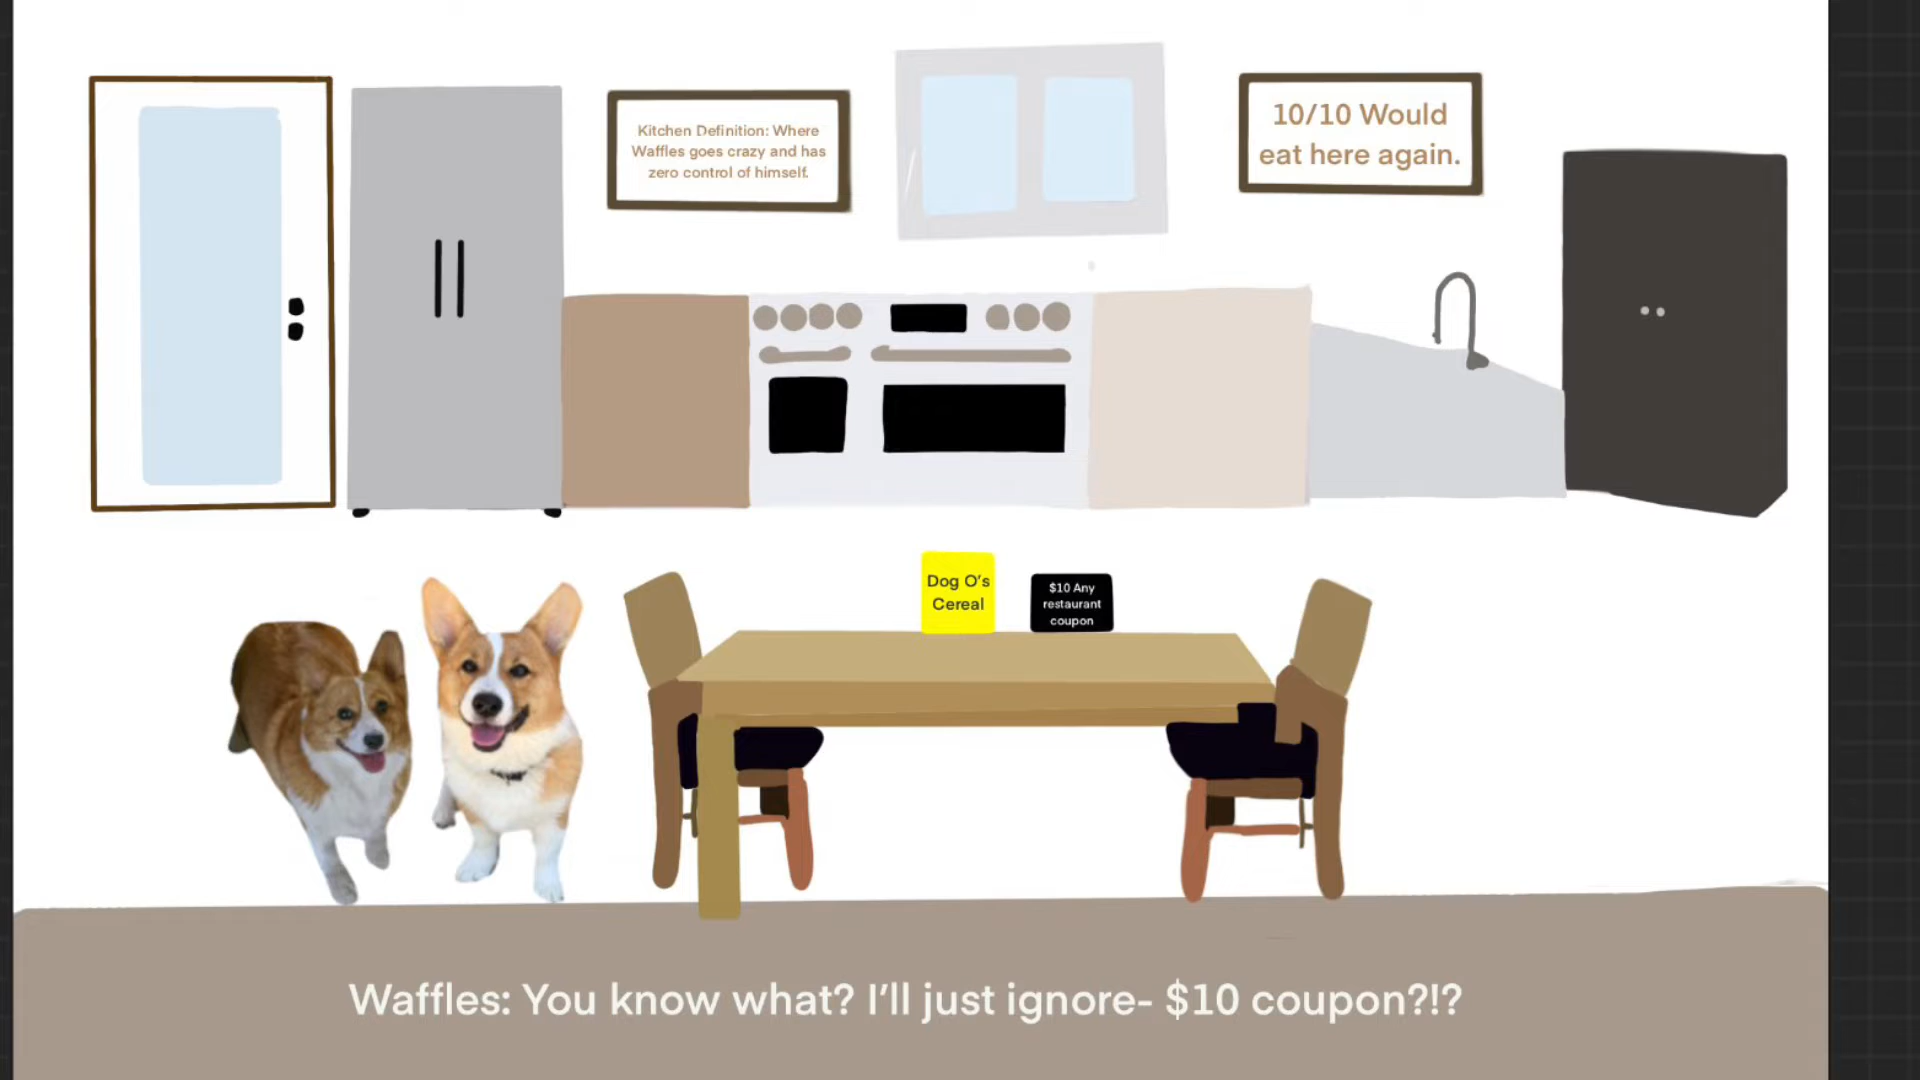 Kitchen Definition: Where
Waffles goes crazy and has
zero control of himself.
10/10 Would
eat here again.
Dog O's
Cereal
$10 Any
restaurant
coupon
Waffles: You know what? I'll just ignore- $10 coupon?!?